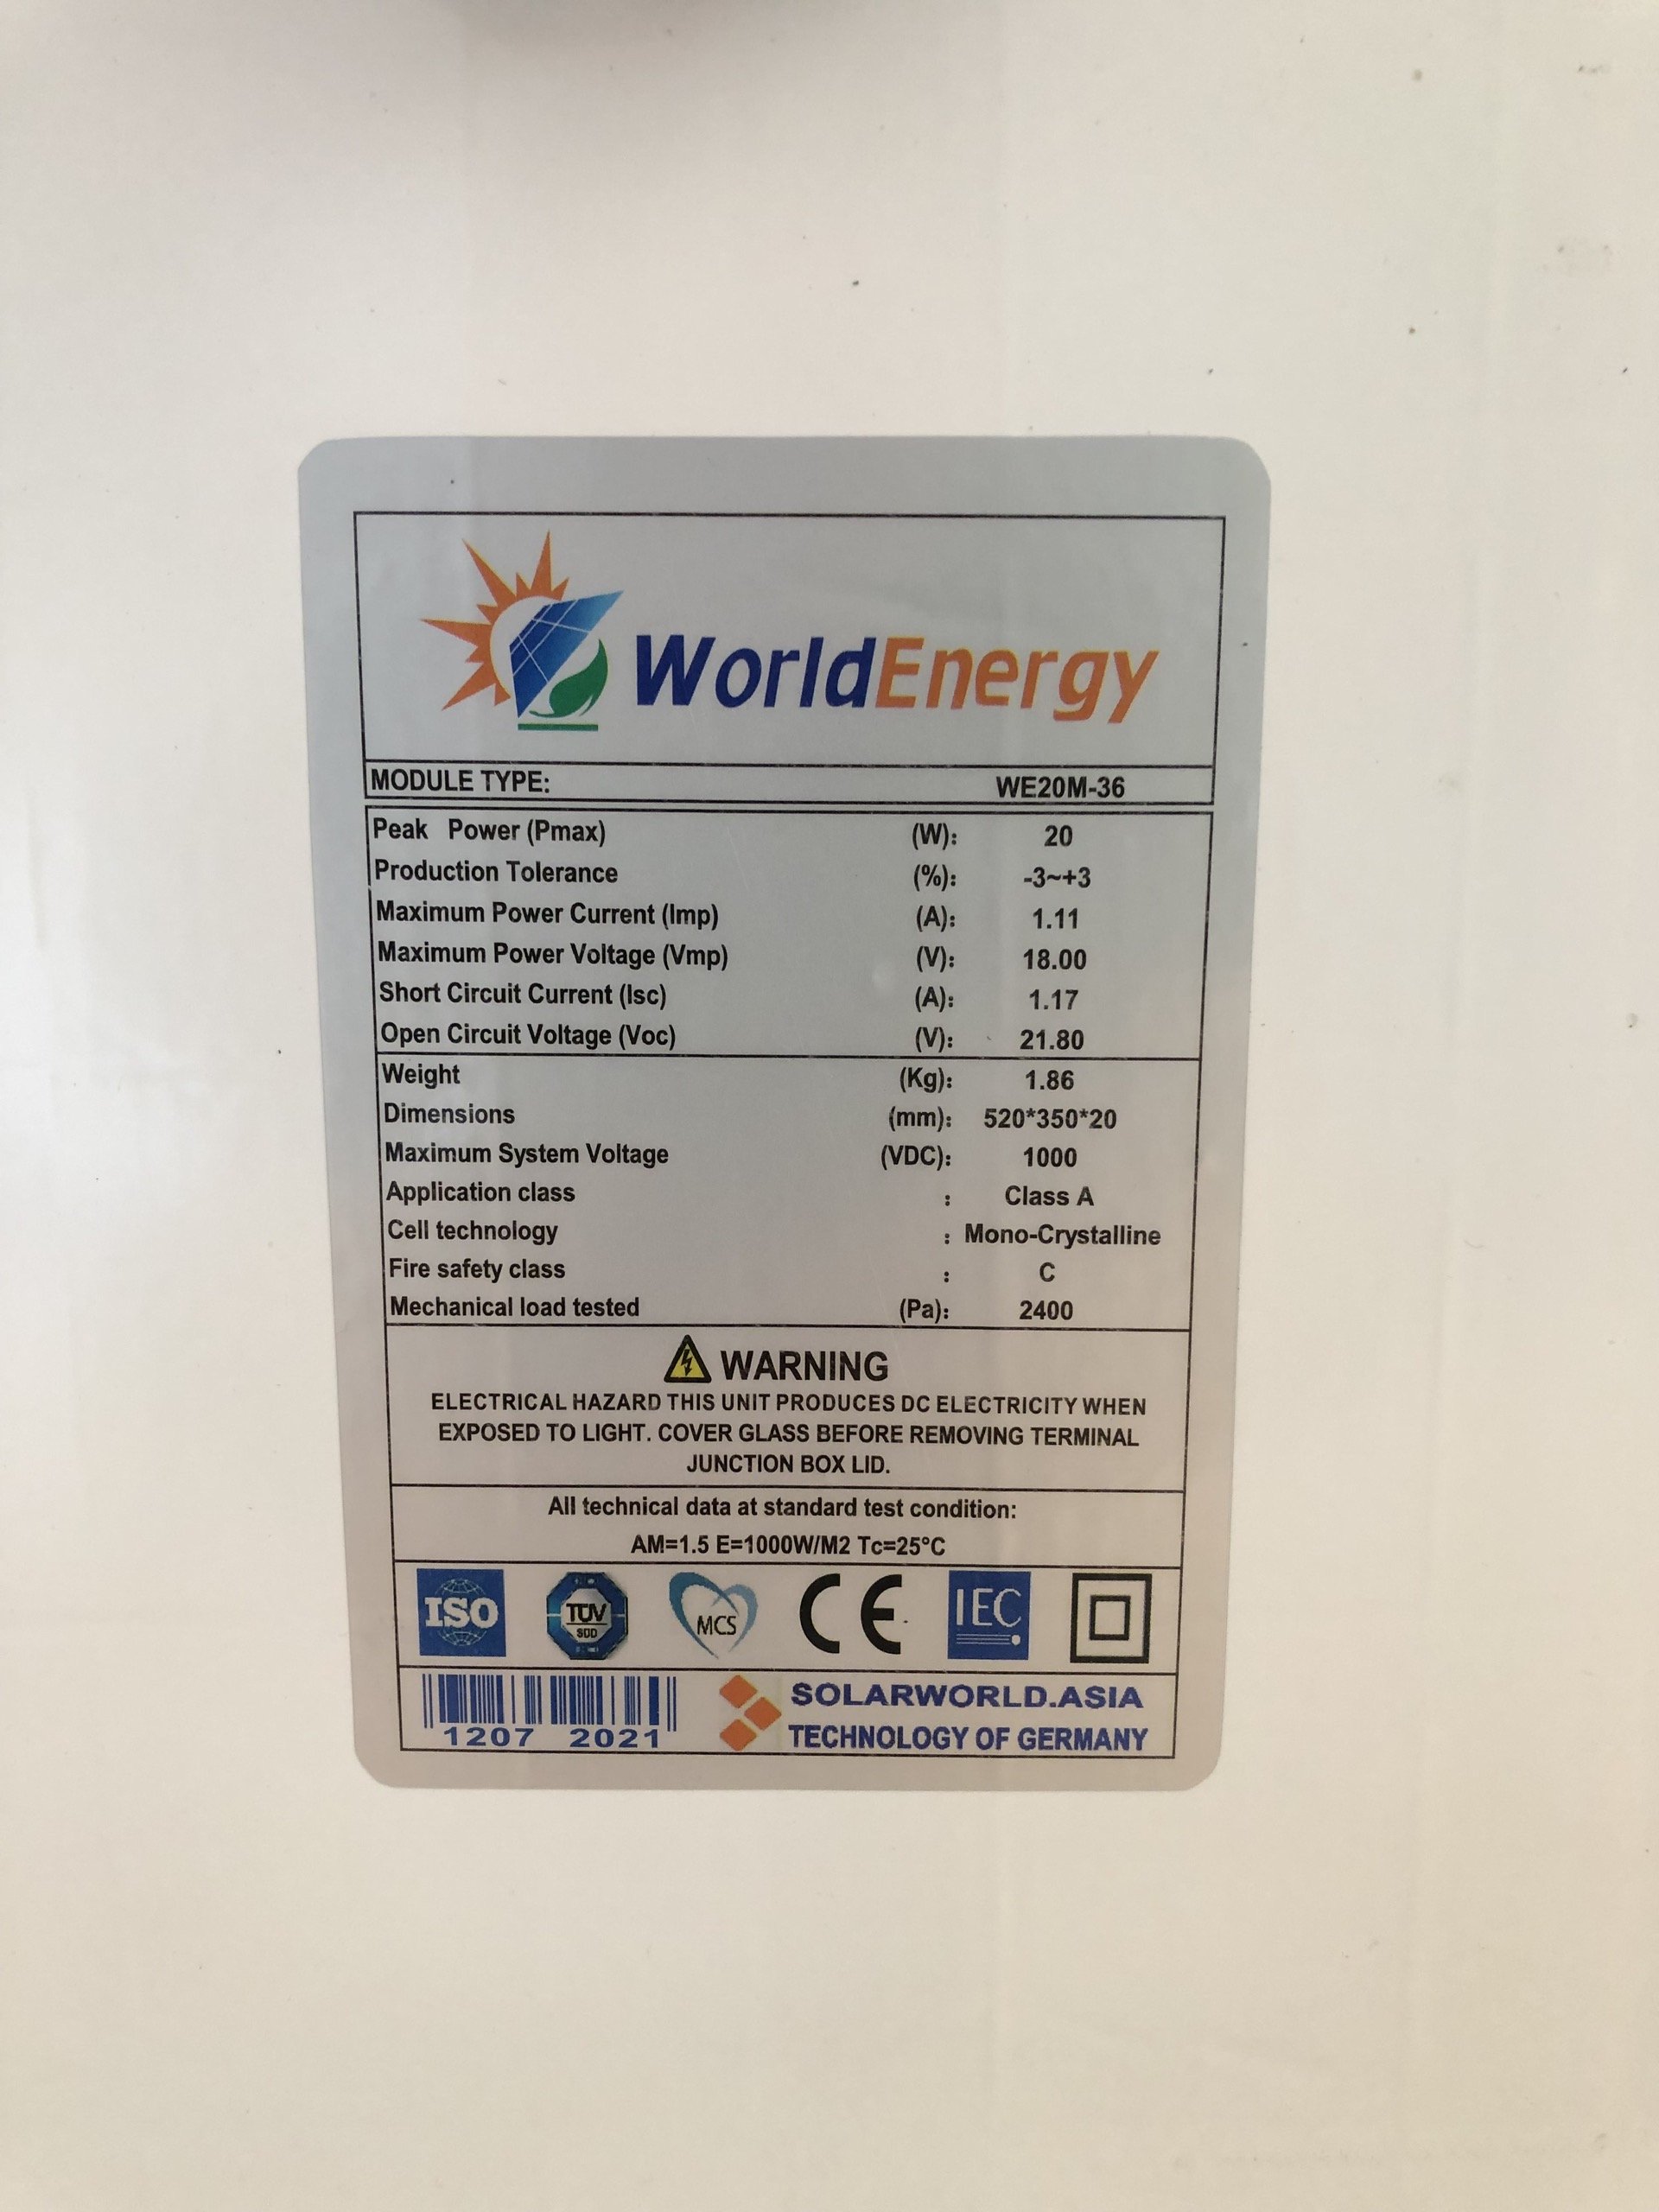 WorldEnergy
MODULE TYPE: WE20M-36
Peak Power (Pmax) (W): 20
Production Tolerance (%): -3~+3
Maximum Power Current (Imp) (A): 1.11
Maximum Power Voltage (Vmp) (V): 18.00
Short Circuit Current (Isc) (A): 1.17
Open Circuit Voltage (Voc) (V): 21.80
Weight (Kg): 1.86
Dimensions (mm): 520*350*20
Maximum System Voltage (VDC): 1000
Application class : Class A
Cell technology : Mono-Crystalline
Fire safety class : C
Mechanical load tested (Pa): 2400
WARNING
ELECTRICAL HAZARD THIS UNIT PRODUCES DC ELECTRICITY WHEN
EXPOSED TO LIGHT. COVER GLASS BEFORE REMOVING TERMINAL
JUNCTION BOX LID.
All technical data at standard test condition:
AM=1.5 E=1000W/M2 Tc=25°C
ISO TÜV SÜD MCS CE IEC
SOLARWORLD.ASIA
1207 2021 TECHNOLOGY OF GERMANY